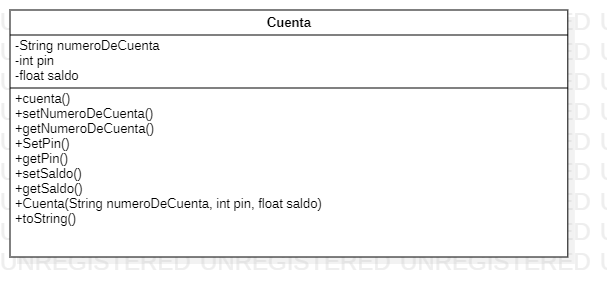 Cuenta
-String numeroDeCuenta
-int pin
-float saldo
+cuenta()
+setNumeroDeCuenta()
+getNumeroDeCuenta()
+SetPin()
+getPin()
+setSaldo()
+getSaldo()
+Cuenta(String numeroDeCuenta, int pin, float saldo)
+toString()
UNREGISTERED UNREGISTERED UNREGISTERED